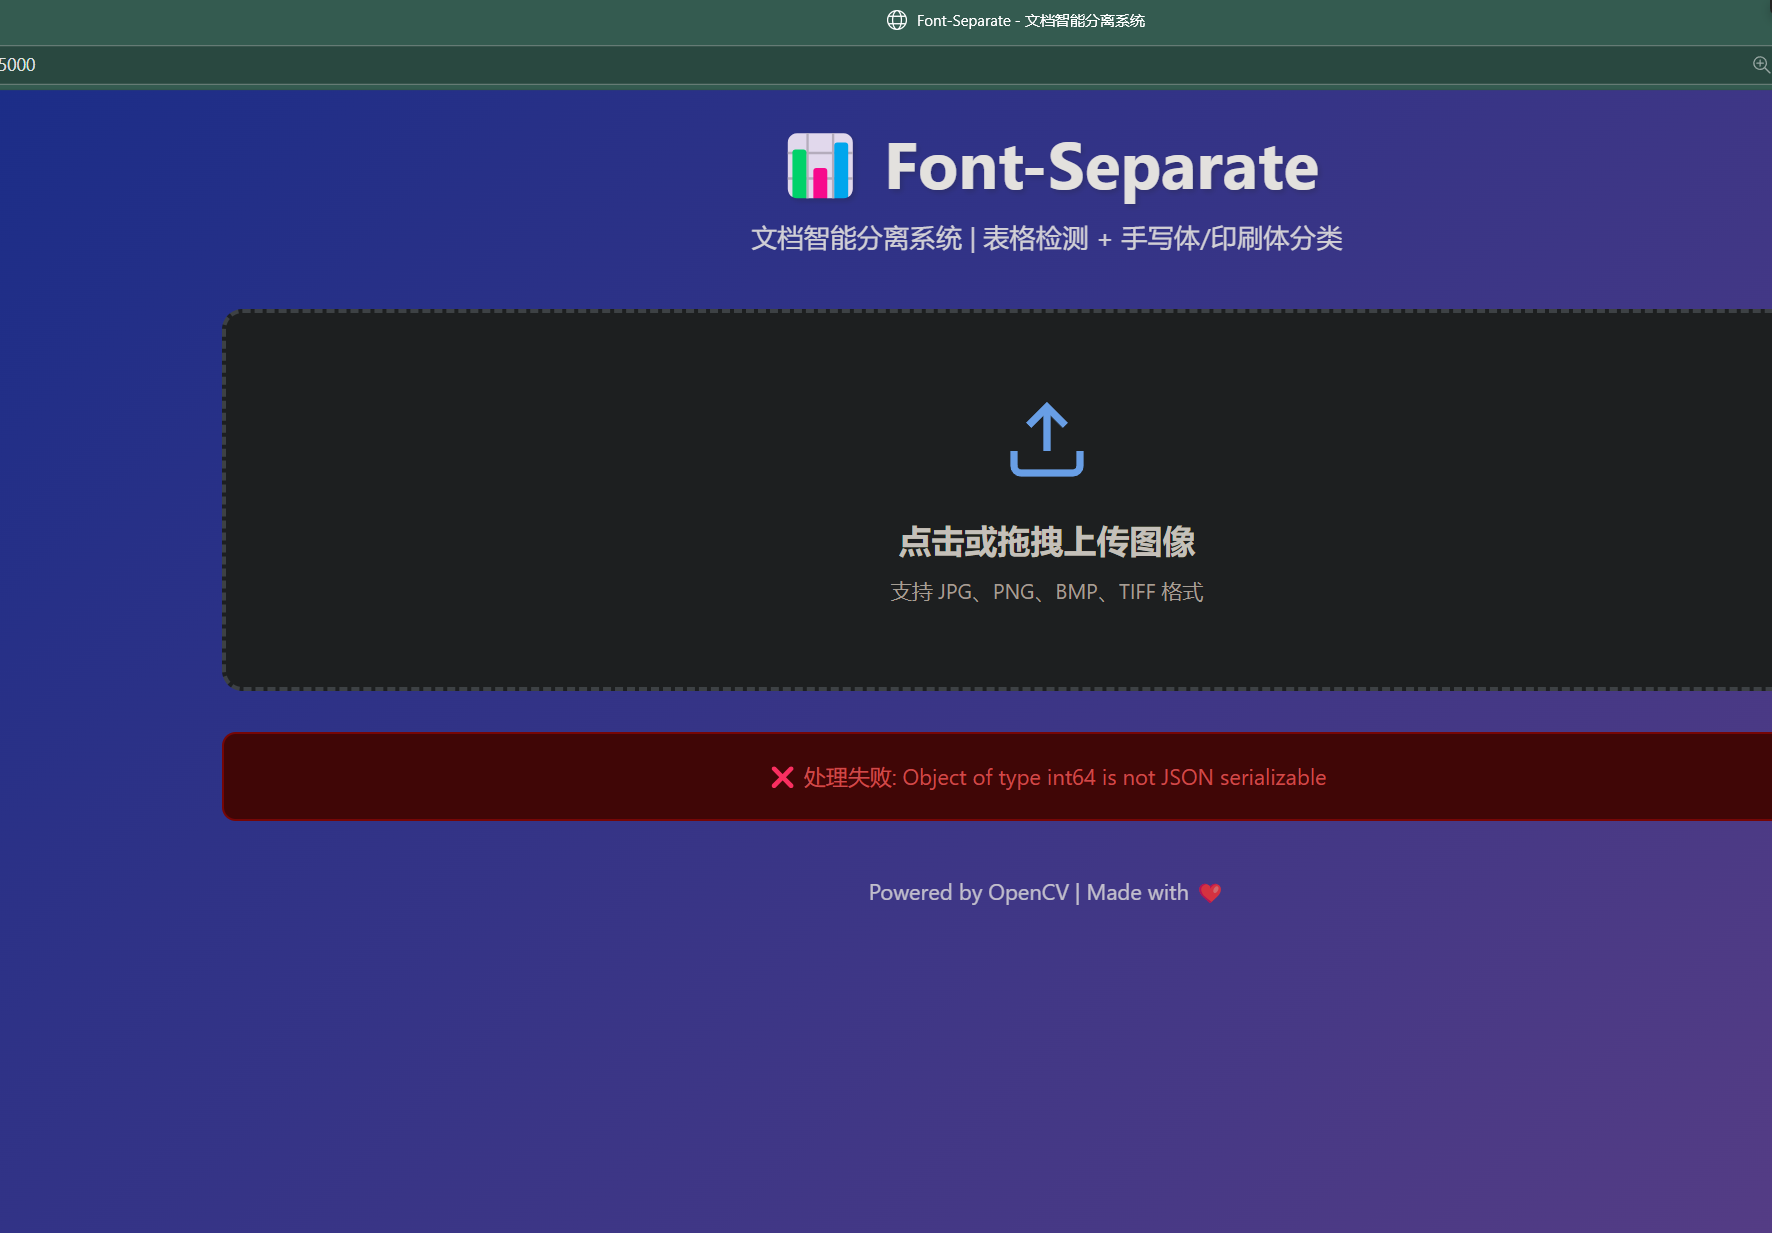 Font-Separate - 文档智能分离系统
5000
Font-Separate
文档智能分离系统 | 表格检测 + 手写体/印刷体分类
点击或拖拽上传图像
支持 JPG、PNG、BMP、TIFF 格式
❌ 处理失败: Object of type int64 is not JSON serializable
Powered by OpenCV | Made with ❤️